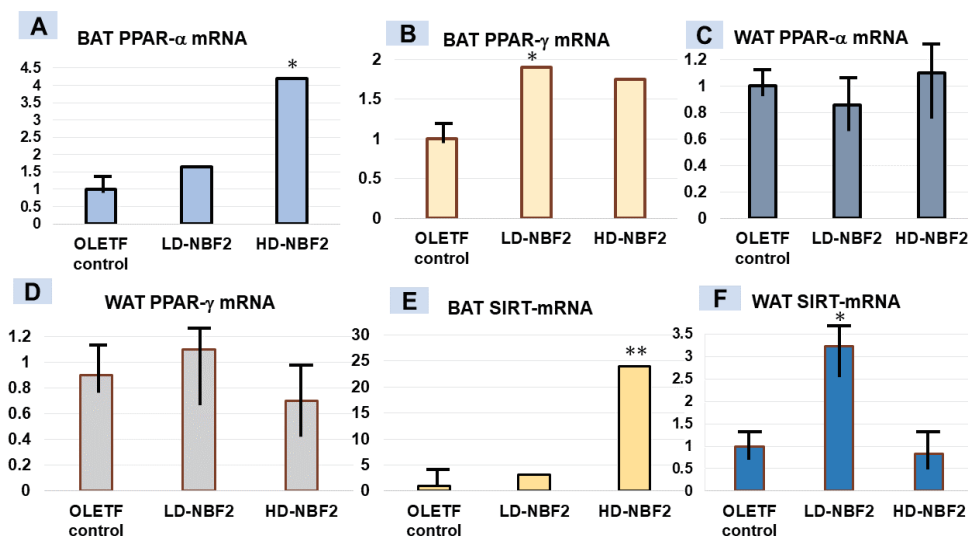 A
BAT PPAR-α mRNA
4.5
4
3.5
3
2.5
2
1.5
1
0.5
0
*
OLETF
control
LD-NBF2
HD-NBF2
B
BAT PPAR-γ mRNA
2
1.5
1
0.5
0
*
OLETF
control
LD-NBF2
HD-NBF2
C
WAT PPAR-α mRNA
1.2
1
0.8
0.6
0.4
0.2
0
OLETF
control
LD-NBF2
HD-NBF2
D
WAT PPAR-γ mRNA
1.2
1
0.8
0.6
0.4
0.2
0
OLETF
control
LD-NBF2
HD-NBF2
E
BAT SIRT-mRNA
30
25
20
15
10
5
0
**
OLETF
control
LD-NBF2
HD-NBF2
F
WAT SIRT-mRNA
3.5
3
2.5
2
1.5
1
0.5
0
*
OLETF
control
LD-NBF2
HD-NBF2